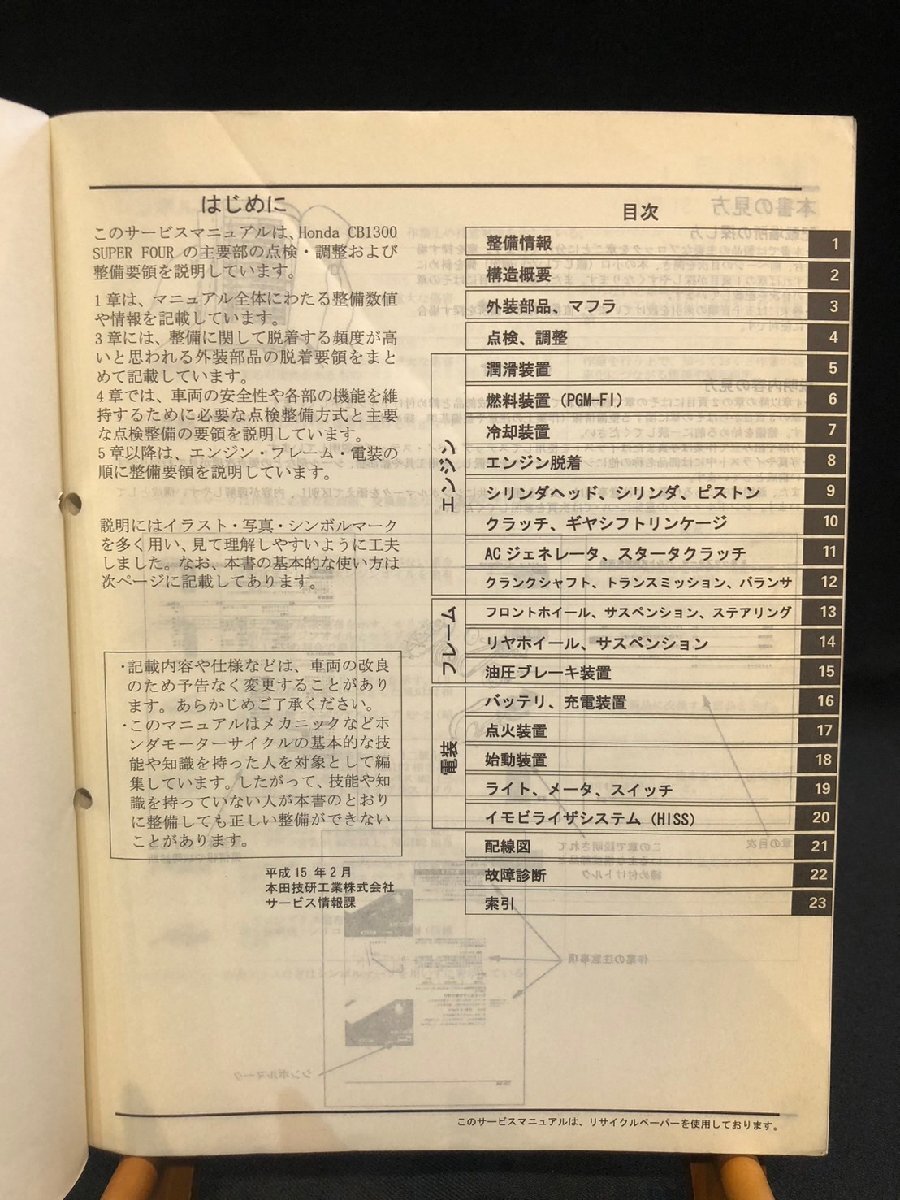 はじめに
このサービスマニュアルは、Honda CB1300
SUPER FOUR の主要部の点検・調整および
整備要領を説明しています。
1章は、マニュアル全体にわたる整備数値
や情報を記載しています。
3章には、整備に関して脱着する頻度が高
いと思われる外装部品の脱着要領をまと
めて記載しています。
4章では、車両の安全性や各部の機能を維
持するために必要な点検整備方式と主要
な点検整備の要領を説明しています。
5章以降は、エンジン・フレーム・電装の
順に整備要領を説明しています。
説明にはイラスト・写真・シンボルマーク
を多く用い、見て理解しやすいように工夫
しました。なお、本書の基本的な使い方は
次ページに記載してあります。
・記載内容や仕様などは、車両の改良
のため予告なく変更することがあり
ます。あらかじめご了承ください。
・このマニュアルはメカニックなどホ
ンダモーターサイクルの基本的な技
能や知識を持った人を対象として編
集しています。したがって、技能や知
識を持っていない人が本書のとおり
に整備しても正しい整備ができない
ことがあります。
平成15年2月
本田技研工業株式会社
サービス情報課
目次
整備情報 1
構造概要 2
外装部品、マフラ 3
点検、調整 4
エンジン
潤滑装置 5
燃料装置(PGM-FI) 6
冷却装置 7
エンジン脱着 8
シリンダヘッド、シリンダ、ピストン 9
クラッチ、ギヤシフトリンケージ 10
ACジェネレータ、スタータクラッチ 11
クランクシャフト、トランスミッション、バランサ 12
フレーム
フロントホイール、サスペンション、ステアリング 13
リヤホイール、サスペンション 14
油圧ブレーキ装置 15
電装
バッテリ、充電装置 16
点火装置 17
始動装置 18
ライト、メータ、スイッチ 19
イモビライザシステム(HISS) 20
配線図 21
故障診断 22
索引 23
このサービスマニュアルは、リサイクルペーパーを使用しております。